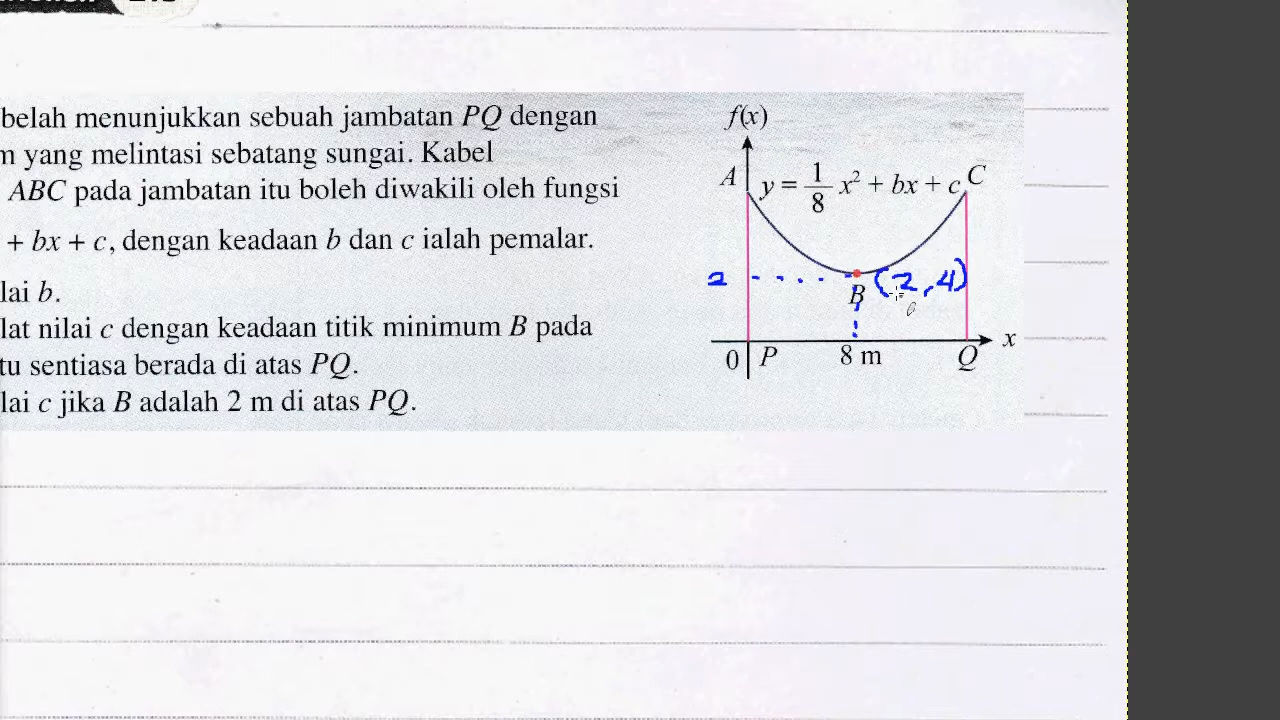 belah menunjukkan sebuah jambatan PQ dengan
m yang melintasi sebatang sungai. Kabel
ABC pada jambatan itu boleh diwakili oleh fungsi
+ bx + c, dengan keadaan b dan c ialah pemalar.
lai b.
lat nilai c dengan keadaan titik minimum B pada
tu sentiasa berada di atas PQ.
lai c jika B adalah 2 m di atas PQ.
f(x)
A
y = 1/8 x² + bx + c
C
2
B
(2,4)
0
P
8 m
Q
x